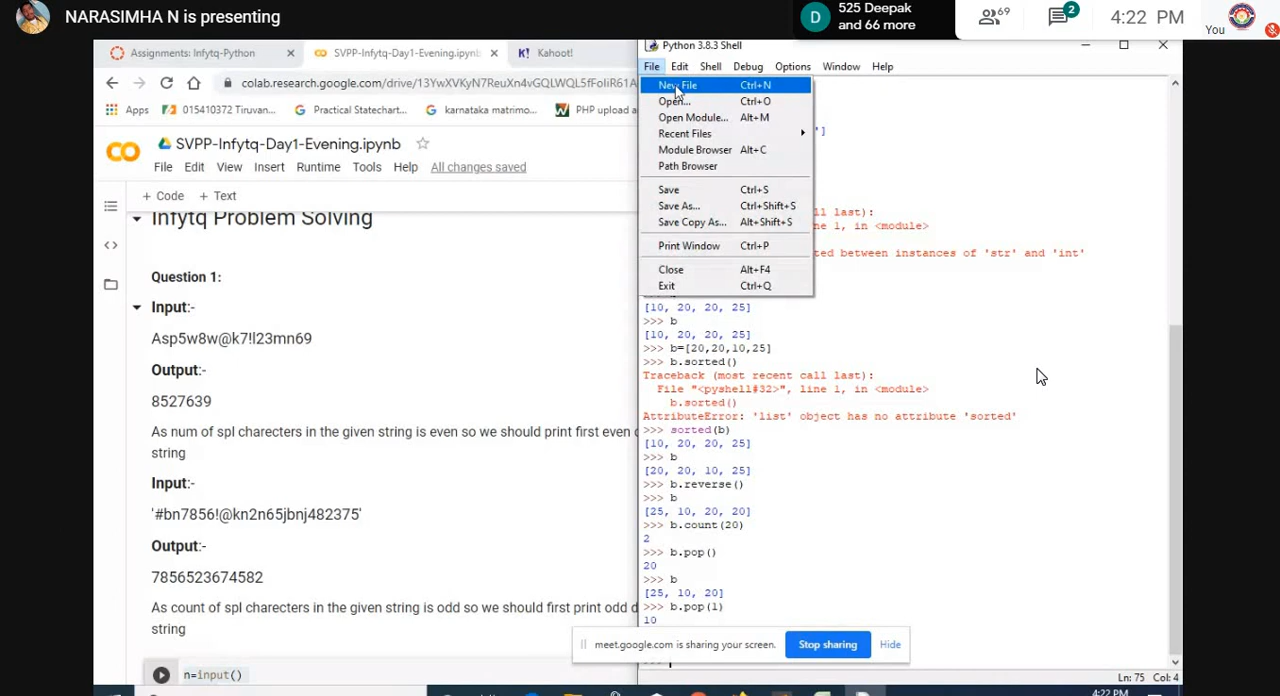 NARASIMHA N is presenting
D
525 Deepak
and 66 more
69
2
4:22 PM
You
Assignments: Infytq-Python
SVPP-Infytq-Day1-Evening.ipynb
K! Kahoot!
Apps
015410372 Tiruvan...
Practical Statechart...
karnataka matrimo...
PHP upload a
SVPP-Infytq-Day1-Evening.ipynb
File Edit View Insert Runtime Tools Help All changes saved
+ Code + Text
Infytq Problem Solving
Question 1:
Input:-
Asp5w8w@k7!l23mn69
Output:-
8527639
As num of spl charecters in the given string is even so we should print first even
string
Input:-
'#bn7856!@kn2n65jbnj482375'
Output:-
7856523674582
As count of spl charecters in the given string is odd so we should first print odd
string
n=input()
Python 3.8.3 Shell
File Edit Shell Debug Options Window Help
New File Ctrl+N
Open... Ctrl+O
Open Module... Alt+M
Recent Files
Module Browser Alt+C
Path Browser
Save Ctrl+S
Save As... Ctrl+Shift+S
Save Copy As... Alt+Shift+S
Print Window Ctrl+P
Close Alt+F4
Exit Ctrl+Q
']
ll last):
line 1, in <module>
ted between instances of 'str' and 'int'
[10, 20, 20, 25]
>>> b
[10, 20, 20, 25]
>>> b=[20,20,10,25]
>>> b.sorted()
Traceback (most recent call last):
File "<pyshell#32>", line 1, in <module>
b.sorted()
AttributeError: 'list' object has no attribute 'sorted'
>>> sorted(b)
[10, 20, 20, 25]
>>> b
[20, 20, 10, 25]
>>> b.reverse()
>>> b
[25, 10, 20, 20]
>>> b.count(20)
2
>>> b.pop()
20
>>> b
[25, 10, 20]
>>> b.pop(1)
10
meet.google.com is sharing your screen.
Stop sharing
Hide
Ln: 75 Col: 4
4:22 PM